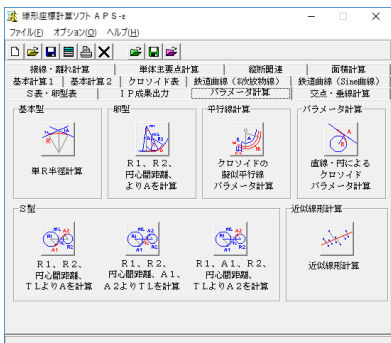 線形座標計算ソフト APS-ε
ファイル(F) オプション(O) ヘルプ(H)
接線・離れ計算 単体主要点計算 縦断関連 面積計算
基本計算1 基本計算2 クロソイド表 鉄道曲線(3次放物線) 鉄道曲線(Sine曲線)
S表・卵型表 IP成果出力 パラメータ計算 交点・垂線計算
基本型
単R半径計算
卵型
R1、R2、
円心間距離、
よりAを計算
平行線計算
クロソイドの
擬似平行線
パラメータ計算
パラメータ計算
直線・円による
クロソイド
パラメータ計算
S型
R1、R2、
円心間距離、
TLよりAを計算
R1、R2、
円心間距離、A1、
A2よりTLを計算
R1、A1、R2、
円心間距離、
TLよりA2を計算
近似線形計算
近似線形計算